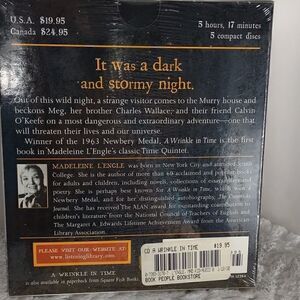 U.S.A. $19.95
Canada $24.95
5 hours, 17 minutes
5 compact discs
It was a dark
and stormy night.
Out of this wild night, a strange visitor comes to the Murry house and
beckons Meg, her brother Charles Wallace, and their friend Calvin
O'Keefe on a most dangerous and extraordinary adventure—one that
will threaten their lives and our universe.
Winner of the 1963 Newbery Medal, A Wrinkle in Time is the first
book in Madeleine L'Engle's classic Time Quintet.
MADELEINE L'ENGLE was born in New York City and attended Smith
College. She is the author of more than 60 acclaimed and popular books
for adults and children, including novels, collections of
poetry. She is perhaps best known for A Wrinkle in Time, which won a
Newbery Medal, and for her distinguished autobiography, The Crosswicks
Journal. She has received The ALAN Award for outstanding contribution to
children's literature from the National Council of Teachers of English and
The Margaret A. Edwards Lifetime Achievement Award from the American
Library Association.
PLEASE VISIT OUR WEBSITE AT
www.listeninglibrary.com
A WRINKLE IN TIME
is also available in paperback from Square Fish Books.
CD A WRINKLE IN TIME
$19.95
BOOK PEOPLE BOOKSTORE